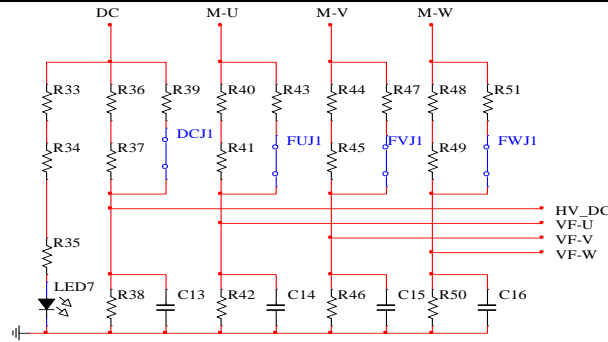 DC M-U M-V M-W
R33 R36 R39 R40 R43 R44 R47 R48 R51
DCJ1 FUJ1 FVJ1 FWJ1
R34 R37 R41 R45 R49
HV_DC
VF-U
VF-V
VF-W
R35
LED7
R38 C13 R42 C14 R46 C15 R50 C16